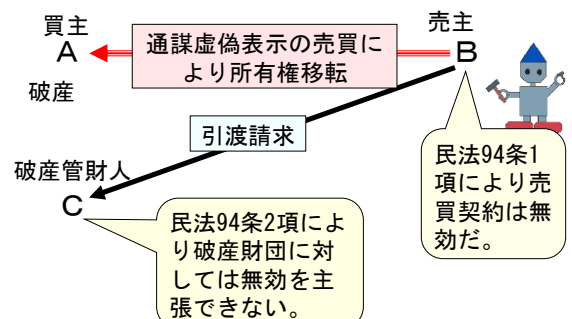 買主
A
破産
通謀虚偽表示の売買に
より所有権移転
売主
B
引渡請求
破産管財人
C
民法94条1
項により売
買契約は無
効だ。
民法94条2項によ
り破産財団に対
しては無効を主
張できない。